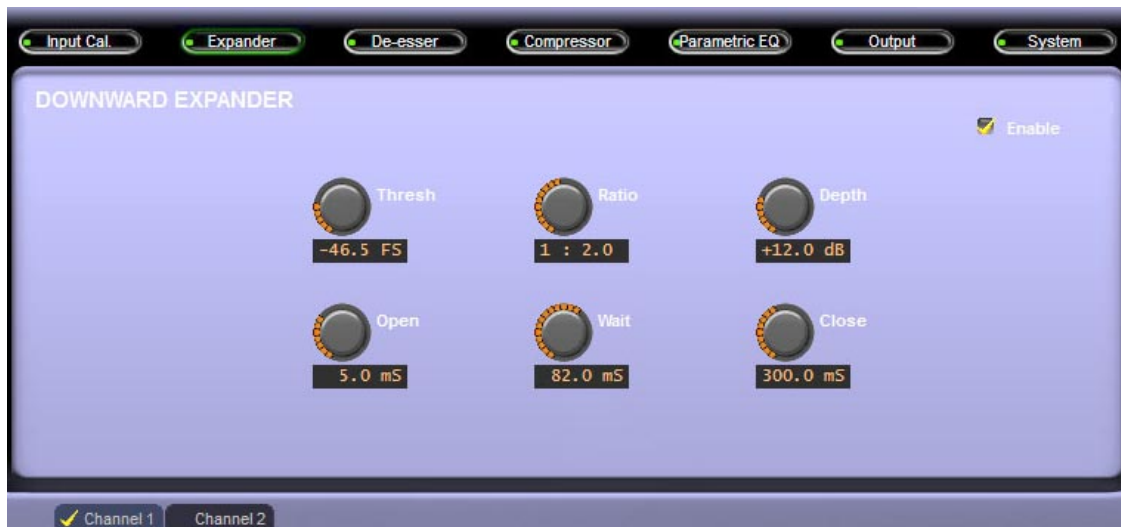 Input Cal. Expander De-esser Compressor Parametric EQ Output System
DOWNWARD EXPANDER
Enable
Thresh Ratio Depth
-46.5 FS 1 : 2.0 +12.0 dB
Open Wait Close
5.0 mS 82.0 mS 300.0 mS
Channel 1 Channel 2